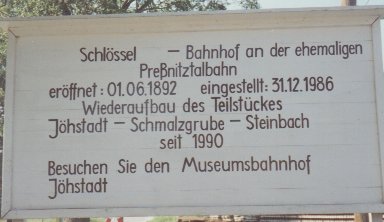 Schlössel – Bahnhof an der ehemaligen
Preßnitztalbahn
eröffnet: 01.06.1892 eingestellt: 31.12.1986
Wiederaufbau des Teilstückes
Jöhstadt – Schmalzgrube – Steinbach
seit 1990
Besuchen Sie den Museumsbahnhof
Jöhstadt